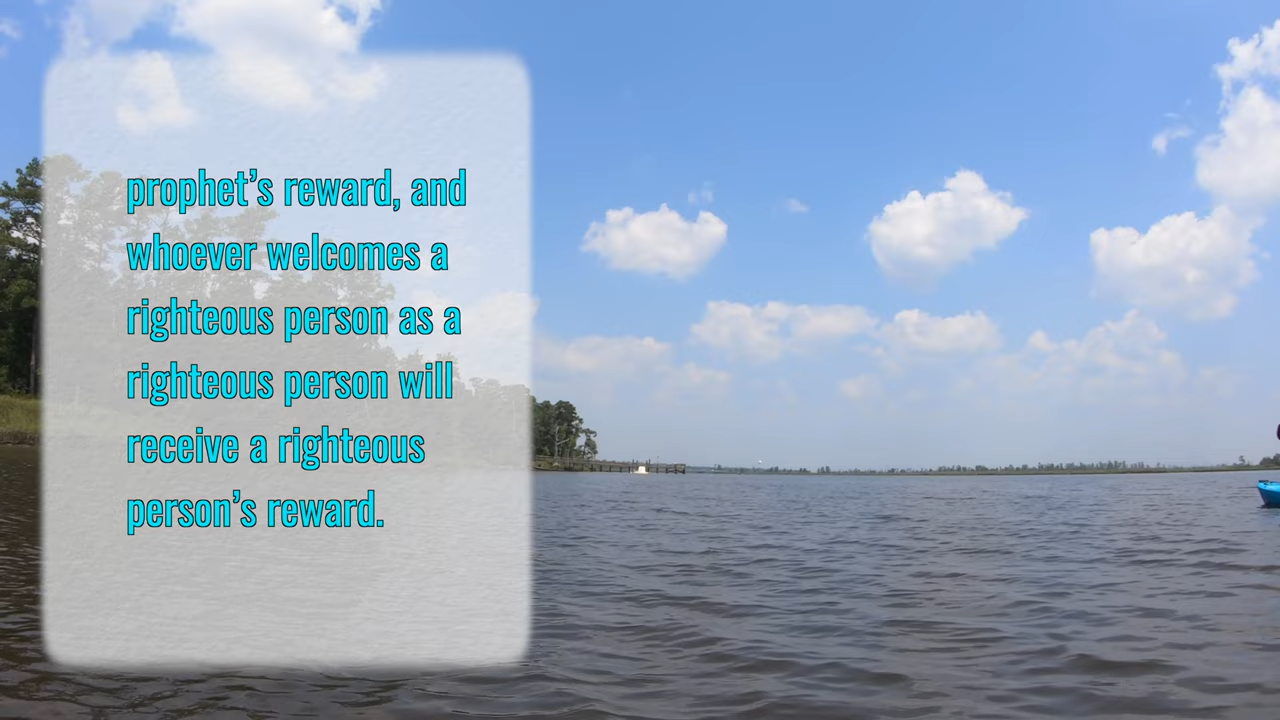 prophet’s reward, and
whoever welcomes a
righteous person as a
righteous person will
receive a righteous
person’s reward.